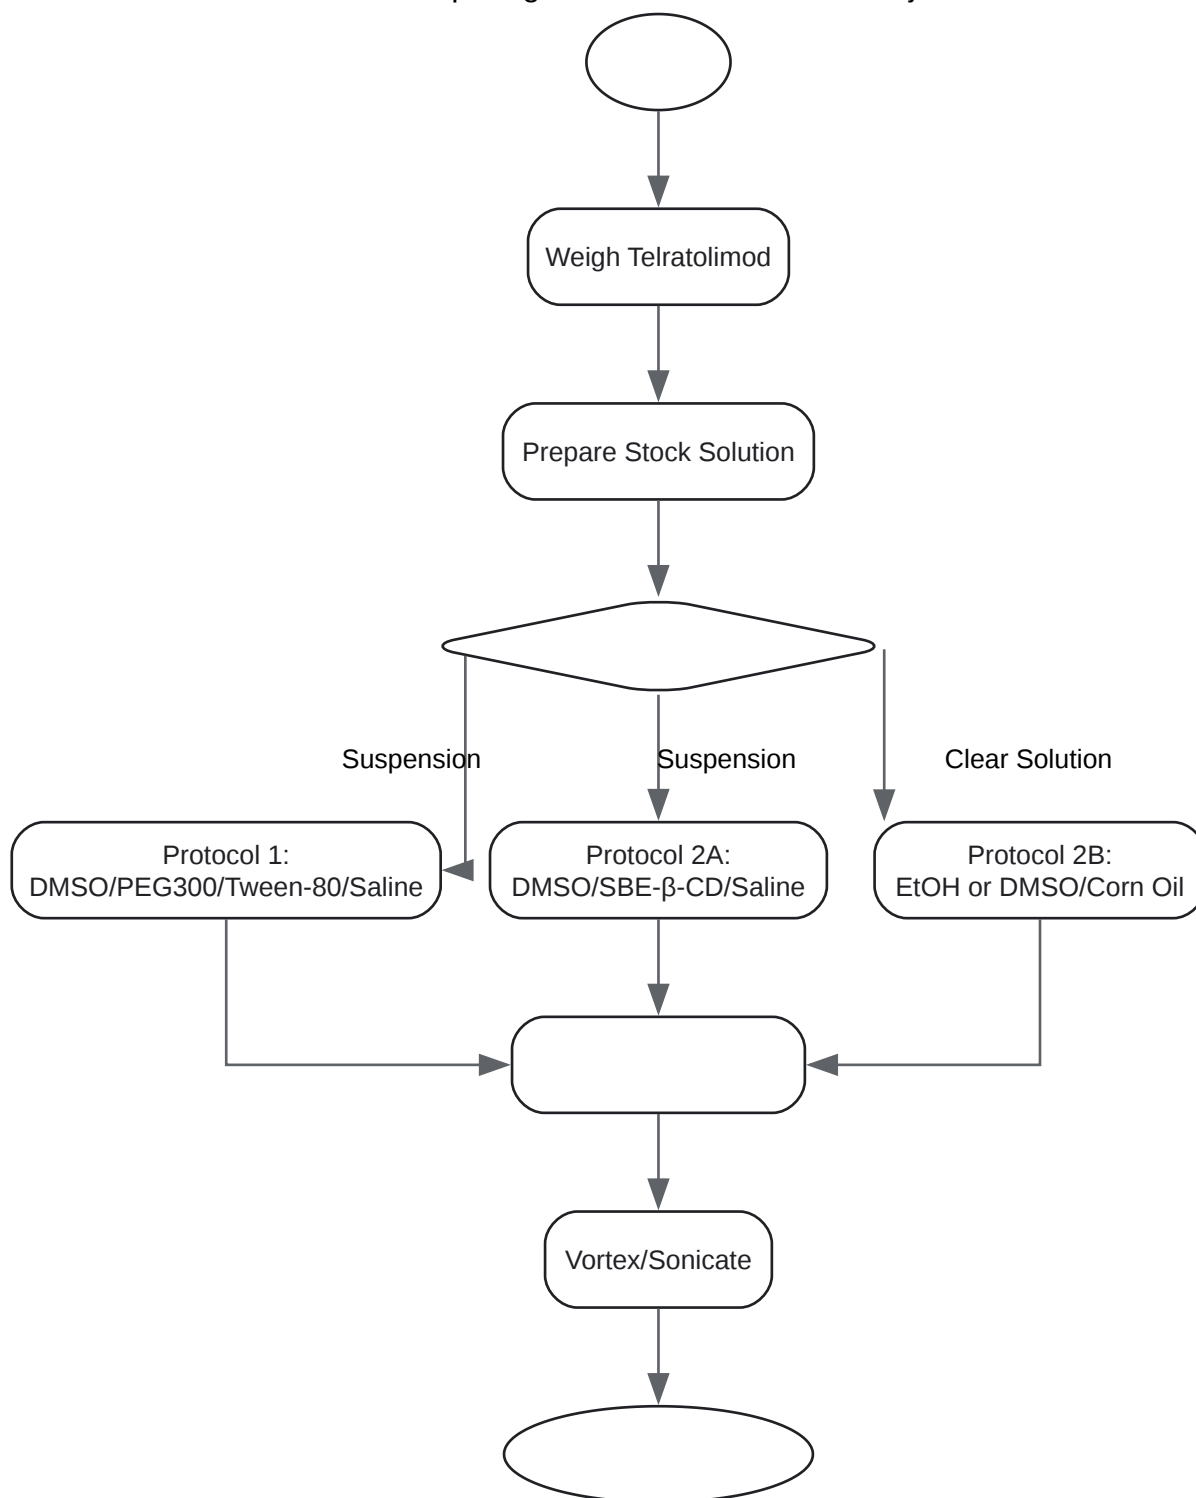 Weigh Telratolimod
Prepare Stock Solution
Suspension
Suspension
Clear Solution
Protocol 1:
DMSO/PEG300/Tween-80/Saline
Protocol 2A:
DMSO/SBE-β-CD/Saline
Protocol 2B:
EtOH or DMSO/Corn Oil
Vortex/Sonicate